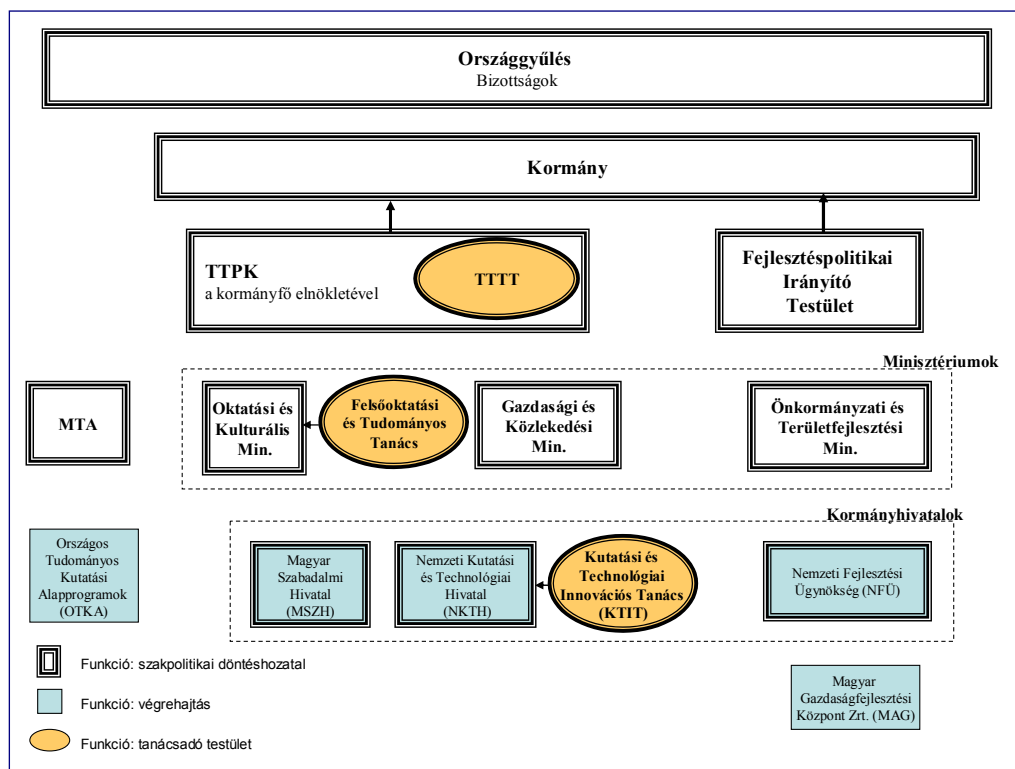 Országgyűlés
Bizottságok
Kormány
TTPK
a kormányfő elnökletével
TTTT
Fejlesztéspolitikai
Irányító
Testület
Minisztériumok
MTA
Oktatási és
Kulturális
Min.
Felsőoktatási
és Tudományos
Tanács
Gazdasági és
Közlekedési
Min.
Önkormányzati és
Területfejlesztési
Min.
Kormányhivatalok
Országos
Tudományos
Kutatási
Alapprogramok
(OTKA)
Magyar
Szabadalmi
Hivatal
(MSZH)
Nemzeti Kutatási
és Technológiai
Hivatal
(NKTH)
Kutatási és
Technológiai
Innovációs Tanács
(KTIT)
Nemzeti Fejlesztési
Ügynökség (NFÜ)
Funkció: szakpolitikai döntéshozatal
Funkció: végrehajtás
Funkció: tanácsadó testület
Magyar
Gazdaságfejlesztési
Központ Zrt. (MAG)